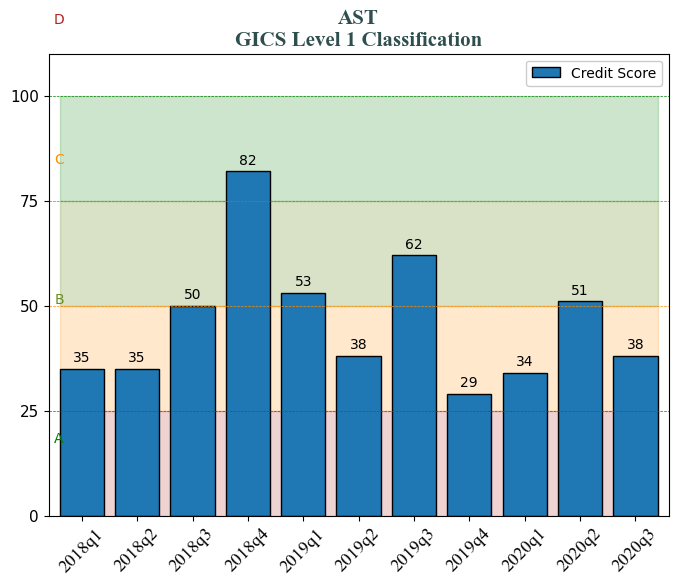 D
AST
GICS Level 1 Classification
Credit Score
100
C
82
75
62
53
51
50
50
B
38
38
35
35
34
29
25
A
0
2018q1
2018q2
2018q3
2018q4
2019q1
2019q2
2019q3
2019q4
2020q1
2020q2
2020q3